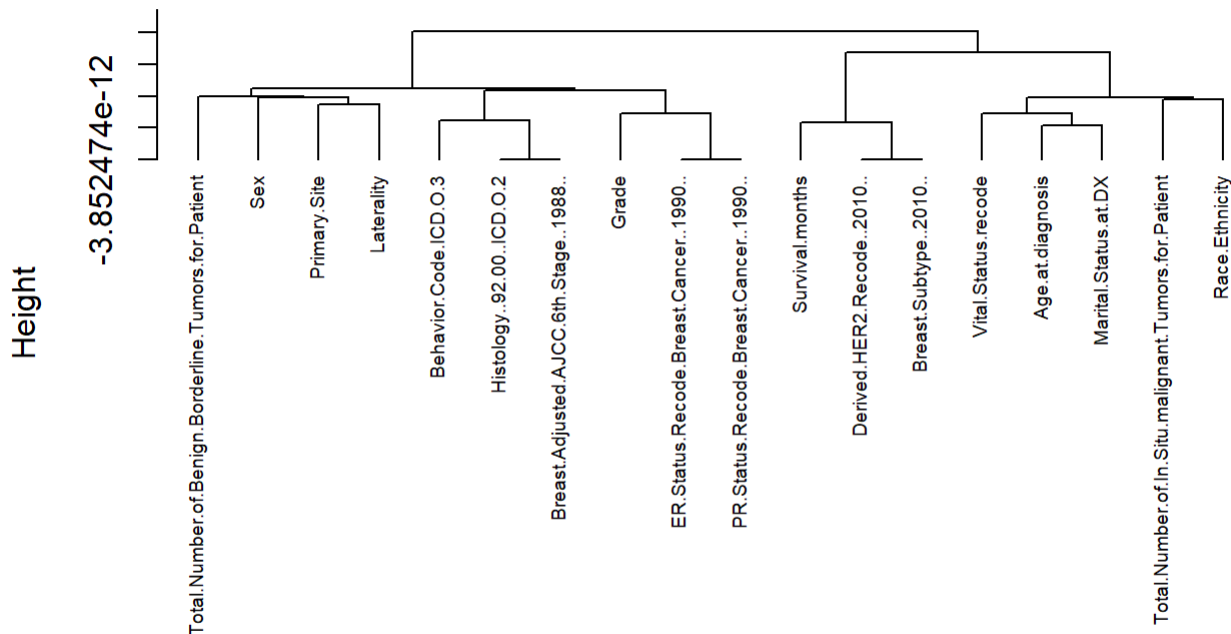 Height
-3.852474e-12
Total.Number.of.Benign.Borderline.Tumors.for.Patient
Sex
Primary.Site
Laterality
Behavior.Code.ICD.O.3
Histology..92.00..ICD.O.2
Breast.Adjusted.AJCC.6th.Stage..1988..
Grade
ER.Status.Recode.Breast.Cancer..1990..
PR.Status.Recode.Breast.Cancer..1990..
Survival.months
Derived.HER2.Recode..2010..
Breast.Subtype..2010..
Vital.Status.recode
Age.at.diagnosis
Marital.Status.at.DX
Total.Number.of.In.Situ.malignant.Tumors.for.Patient
Race.Ethnicity